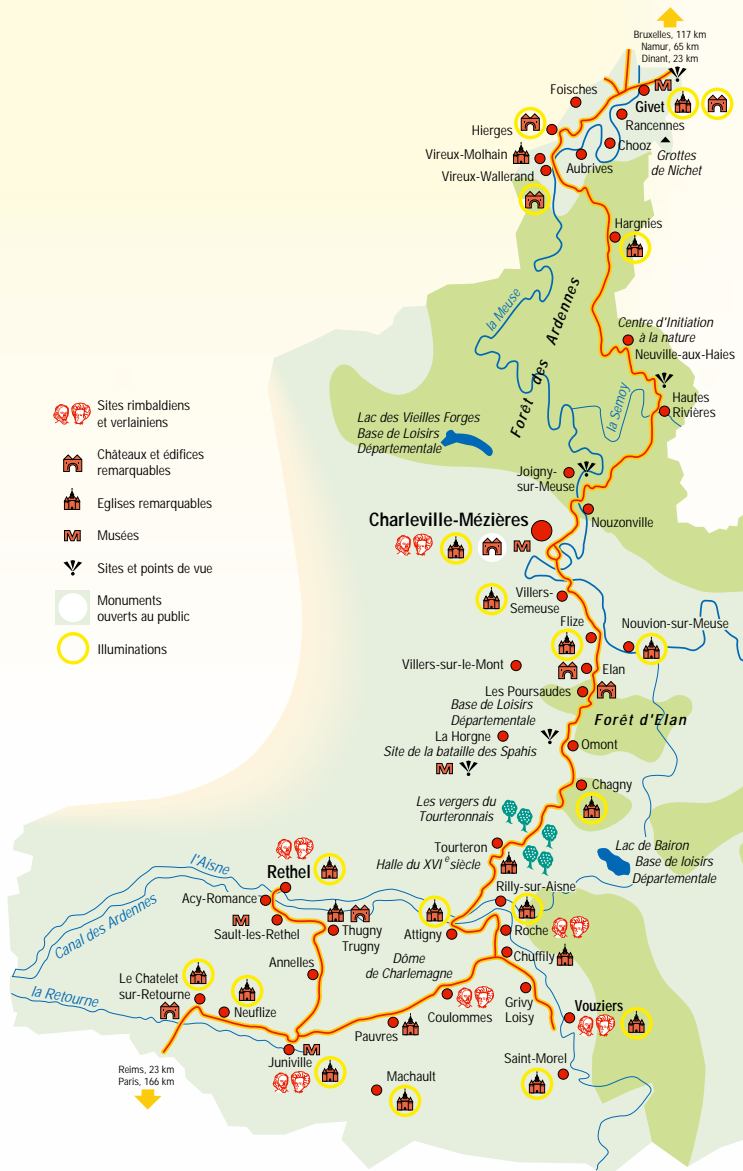 Bruxelles, 117 km
Namur, 65 km
Dinant, 23 km
Foisches
Givet
Hierges
Rancennes
Chooz
Vireux-Molhain
Aubrives
Grottes
de Nichet
Vireux-Wallerand
Hargnies
la Meuse
Forêt des Ardennes
Centre d'Initiation
à la nature
Neuville-aux-Haies
la Semoy
Hautes
Rivières
Sites rimbaldiens
et verlainiens
Châteaux et édifices
remarquables
Eglises remarquables
Musées
Sites et points de vue
Monuments
ouverts au public
Illuminations
Lac des Vieilles Forges
Base de Loisirs
Départementale
Joigny-
sur-Meuse
Charleville-Mézières
Nouzonville
Villers-
Semeuse
Flize
Nouvion-sur-Meuse
Villers-sur-le-Mont
Elan
Les Poursaudes
Base de Loisirs
Départementale
Forêt d'Elan
La Horgne
Site de la bataille des Spahis
Omont
Chagny
Les vergers du
Tourteronnais
Tourteron
Halle du XVI e siècle
Lac de Bairon
Base de loisirs
Départementale
l'Aisne
Rethel
Canal des Ardennes
Acy-Romance
Sault-les-Rethel
Thugny
Trugny
Attigny
Rilly-sur-Aisne
Roche
Chuffily
Dôme
de Charlemagne
Annelles
Le Chatelet
sur-Retourne
la Retourne
Neuflize
Coulommes
Grivy
Loisy
Vouziers
Pauvres
Juniville
Saint-Morel
Machault
Reims, 23 km
Paris, 166 km